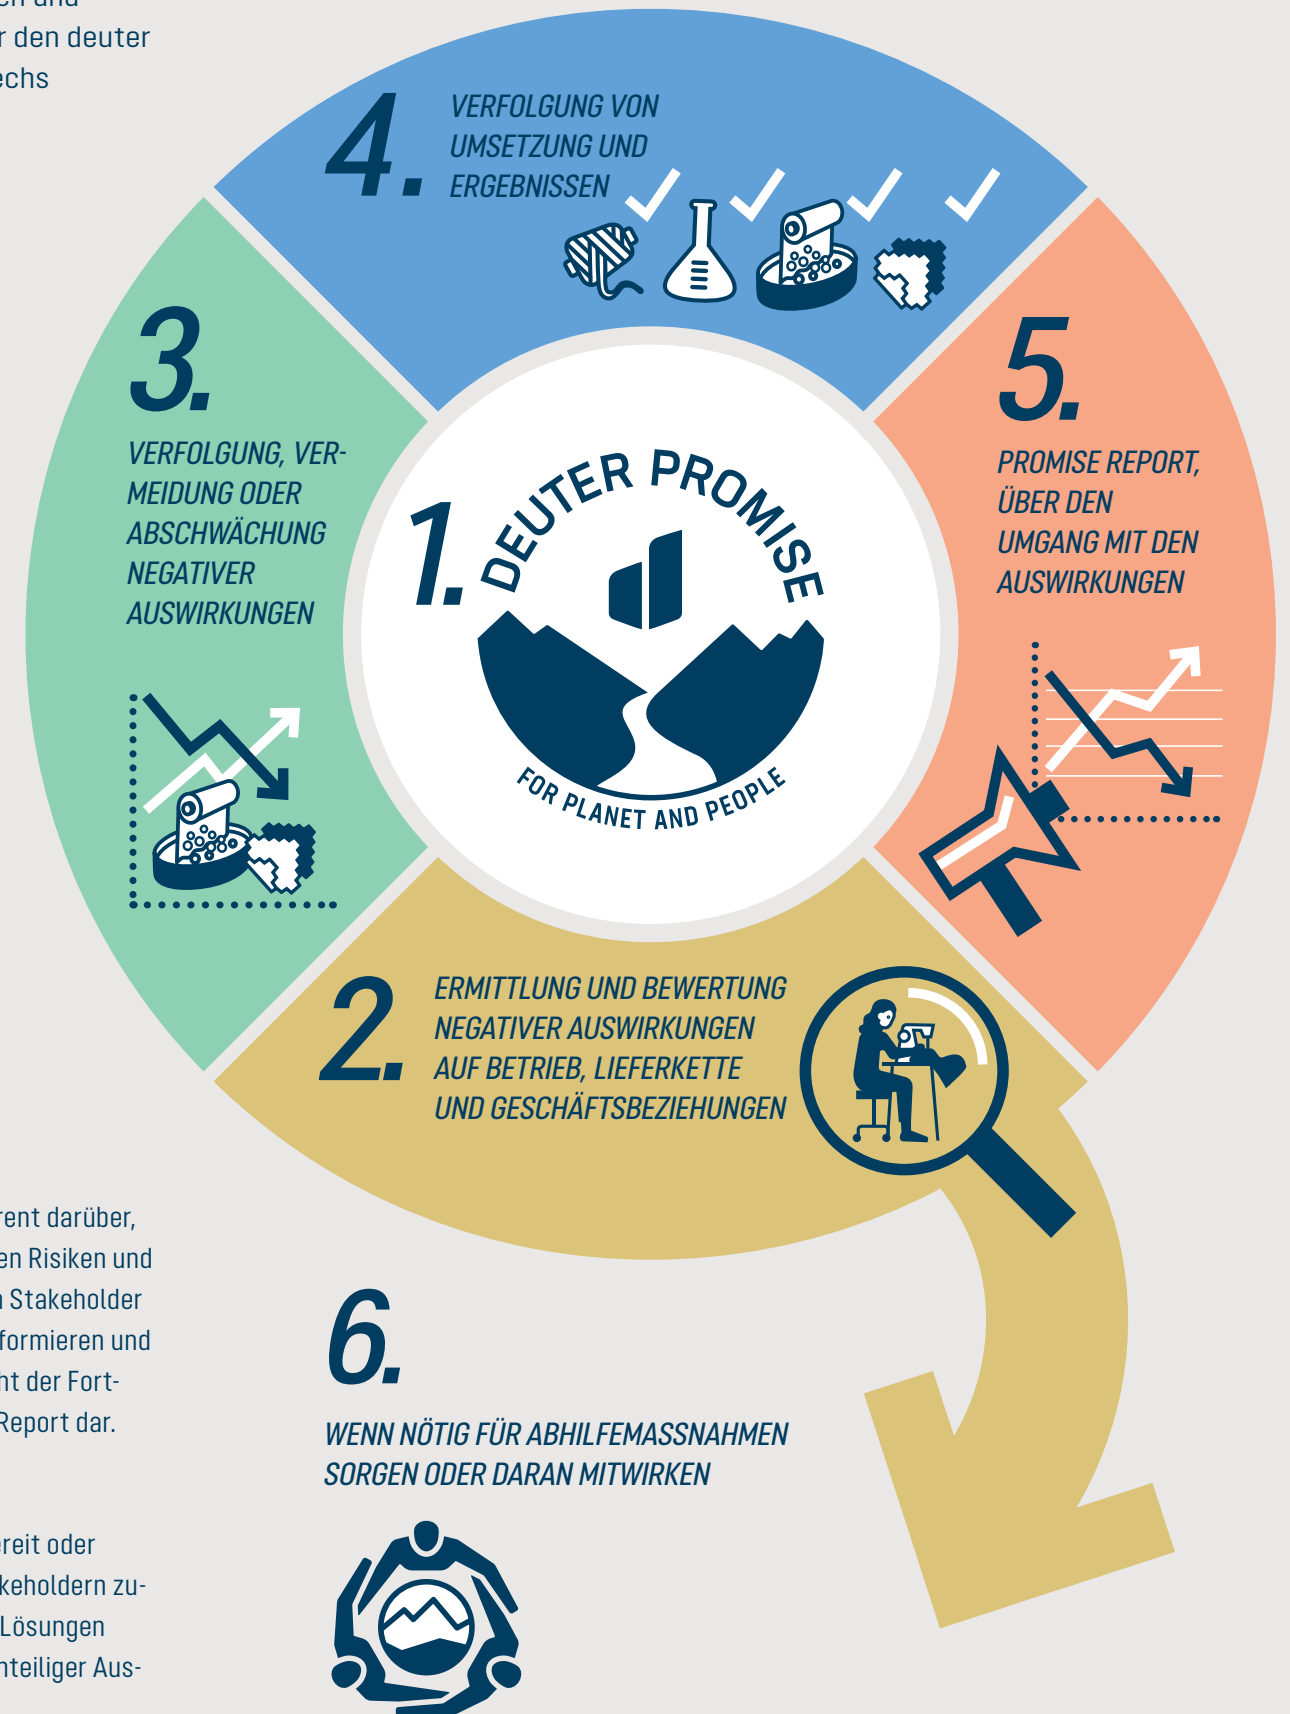 r den deuter
echs
4.
VERFOLGUNG VON
UMSETZUNG UND
ERGEBNISSEN
3.
VERFOLGUNG, VER-
MEIDUNG ODER
ABSCHWÄCHUNG
NEGATIVER
AUSWIRKUNGEN
5.
PROMISE REPORT,
ÜBER DEN
UMGANG MIT DEN
AUSWIRKUNGEN
1.
DEUTER PROMISE
FOR PLANET AND PEOPLE
2.
ERMITTLUNG UND BEWERTUNG
NEGATIVER AUSWIRKUNGEN
AUF BETRIEB, LIEFERKETTE
UND GESCHÄFTSBEZIEHUNGEN
rent darüber,
en Risiken und
n Stakeholder
formieren und
ht der Fort-
Report dar.
6.
WENN NÖTIG FÜR ABHILFEMASSNAHMEN
SORGEN ODER DARAN MITWIRKEN
ereit oder
keholdern zu-
Lösungen
nteiliger Aus-